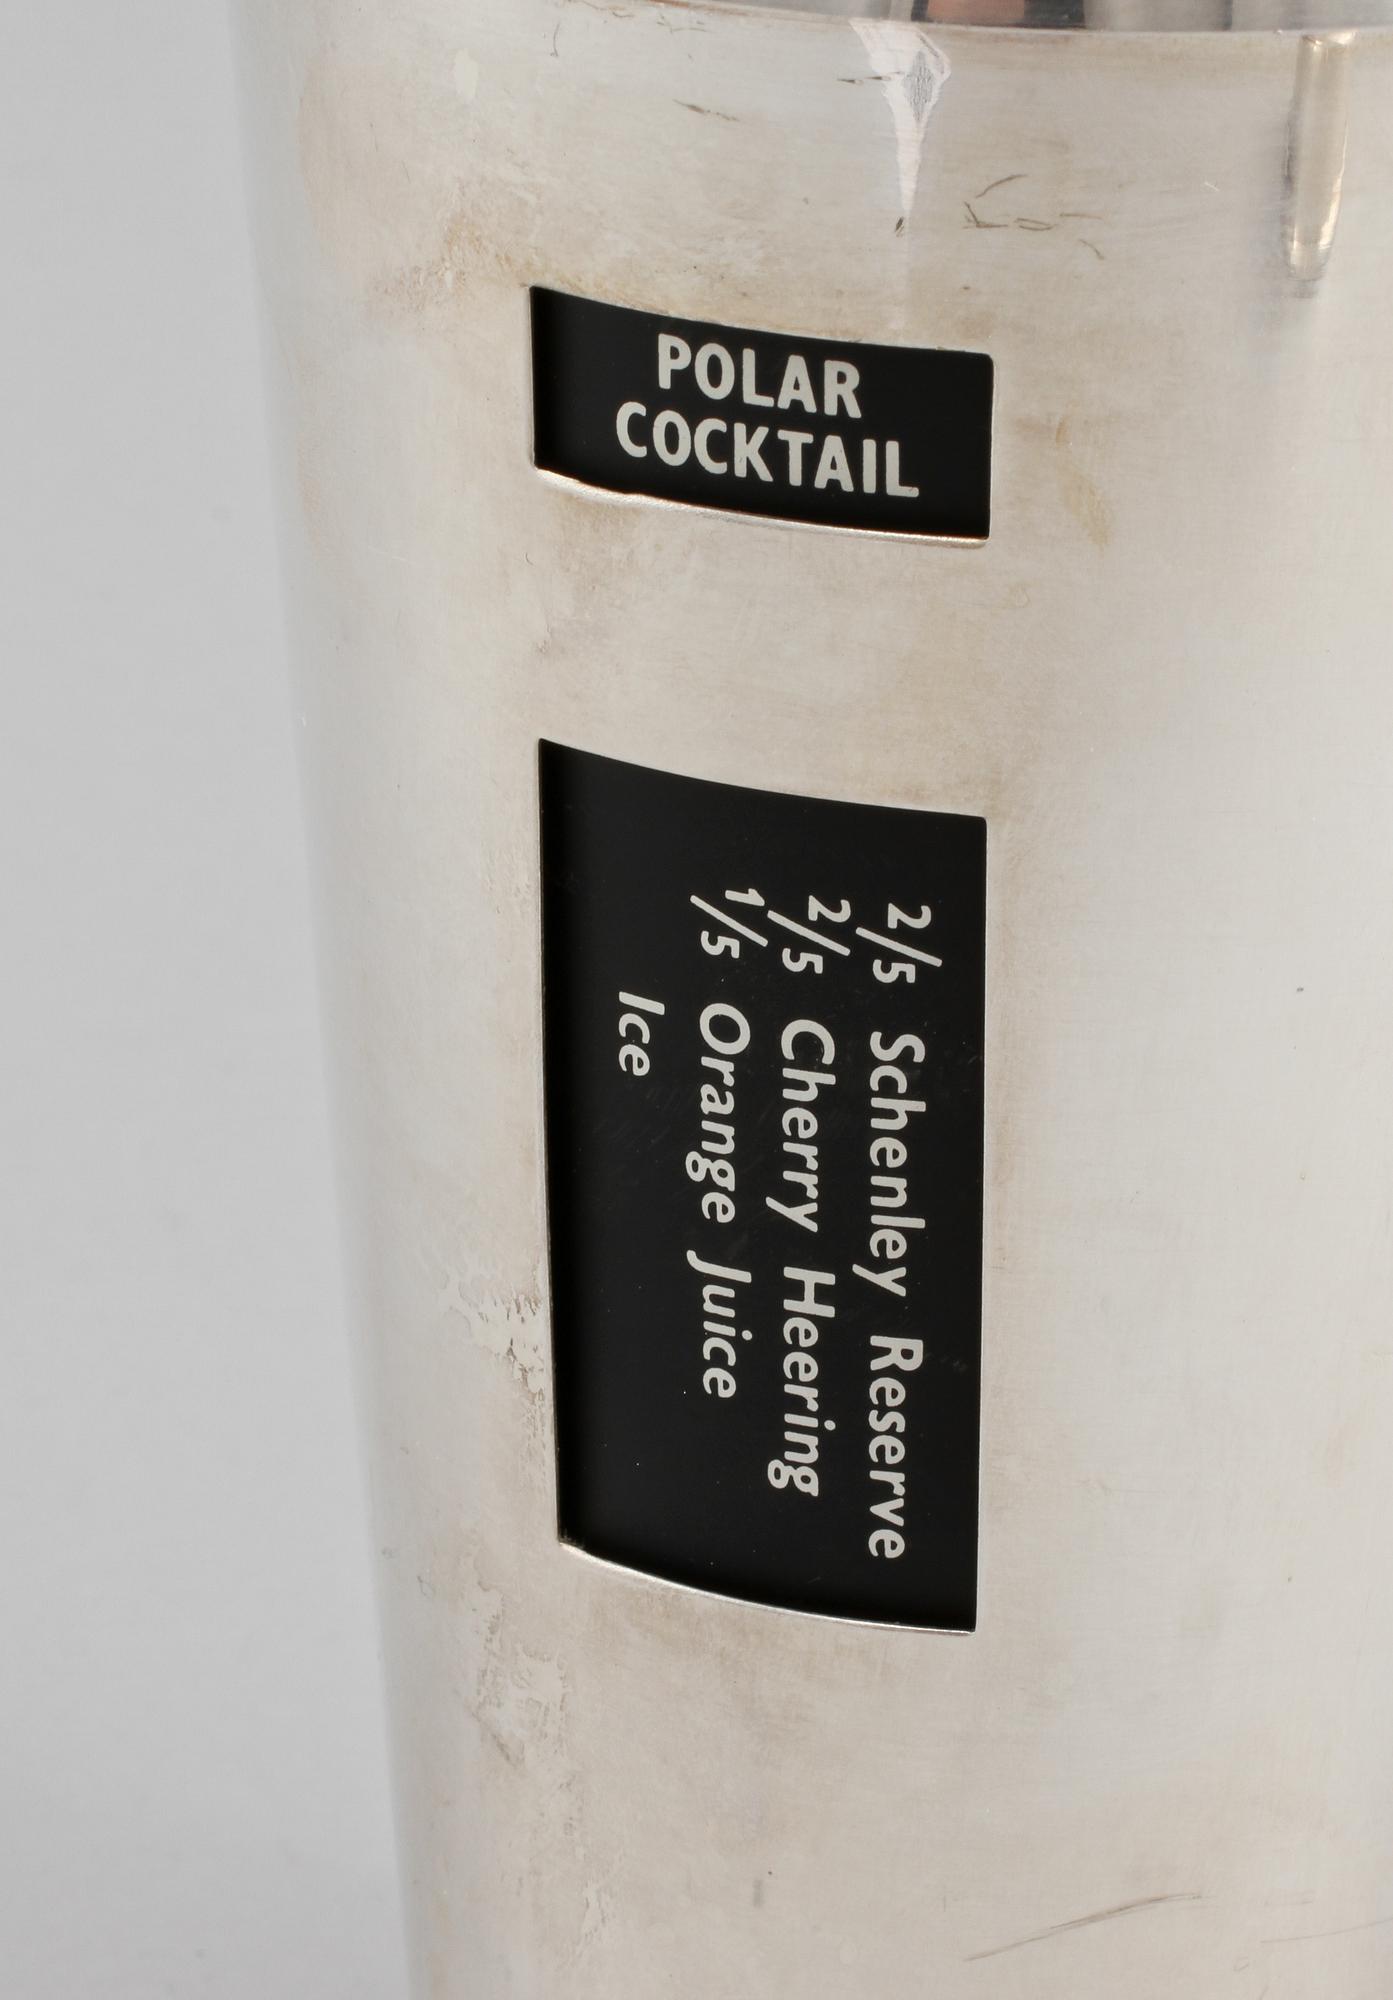 POLAR
COCKTAIL
2/5 Schenley Reserve
2/5 Cherry Heering
1/5 Orange Juice
Ice